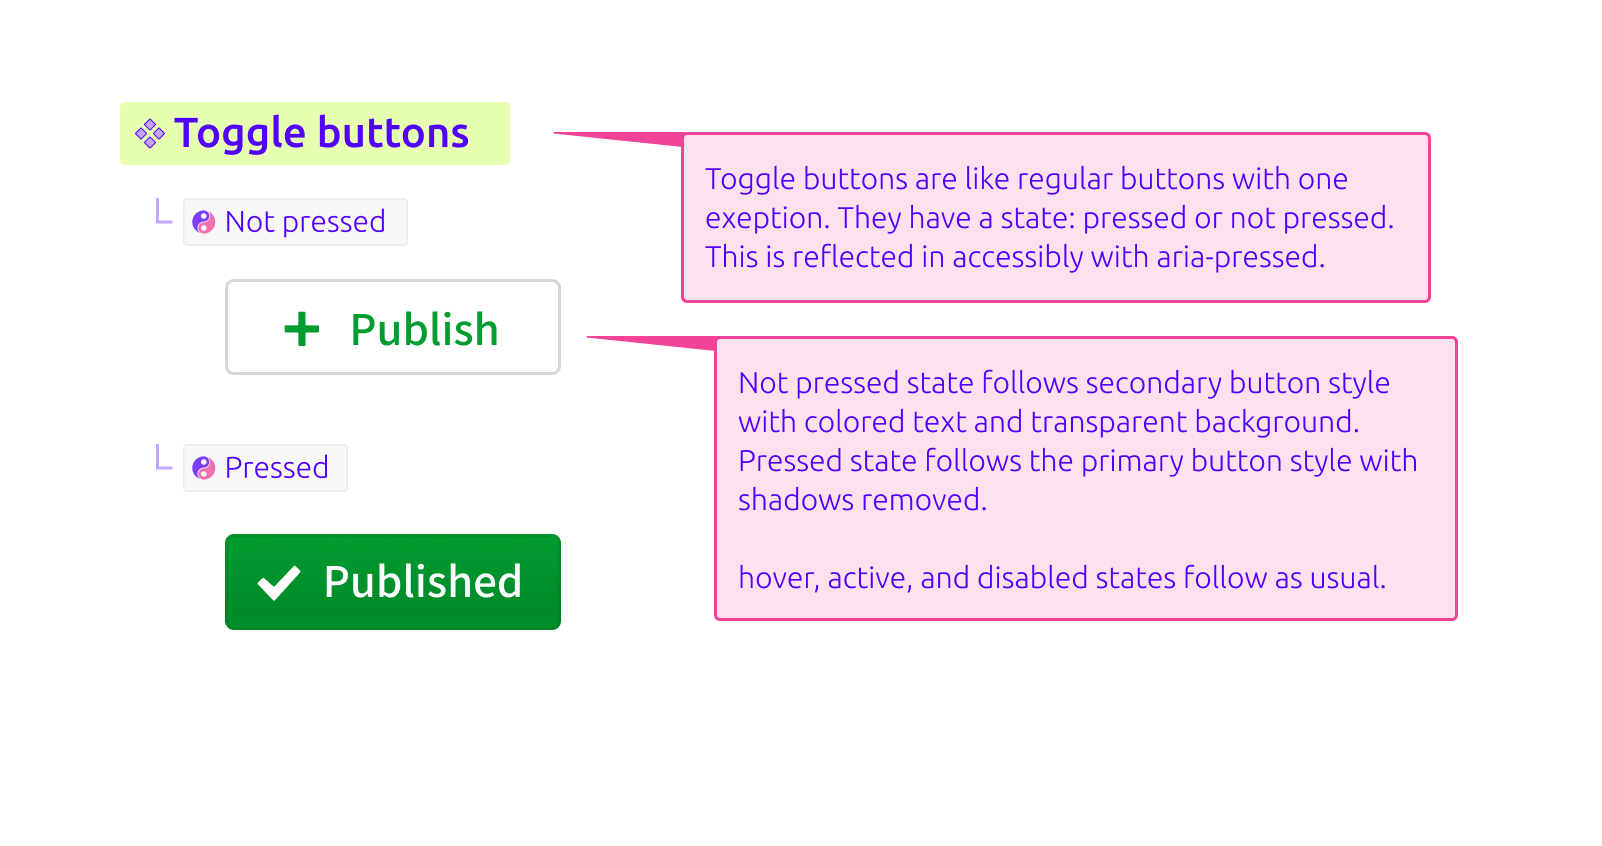 Toggle buttons
Toggle buttons are like regular buttons with one
exeption. They have a state: pressed or not pressed.
This is reflected in accessibly with aria-pressed.
Not pressed
Publish
Not pressed state follows secondary button style
with colored text and transparent background.
Pressed state follows the primary button style with
shadows removed.
hover, active, and disabled states follow as usual.
Pressed
Published